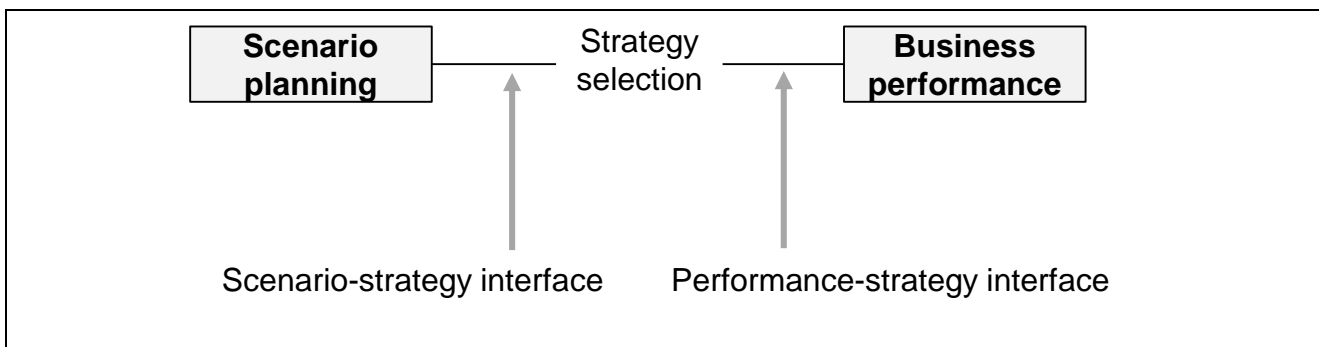 Scenario
planning
Strategy
selection
Business
performance
Scenario-strategy interface
Performance-strategy interface